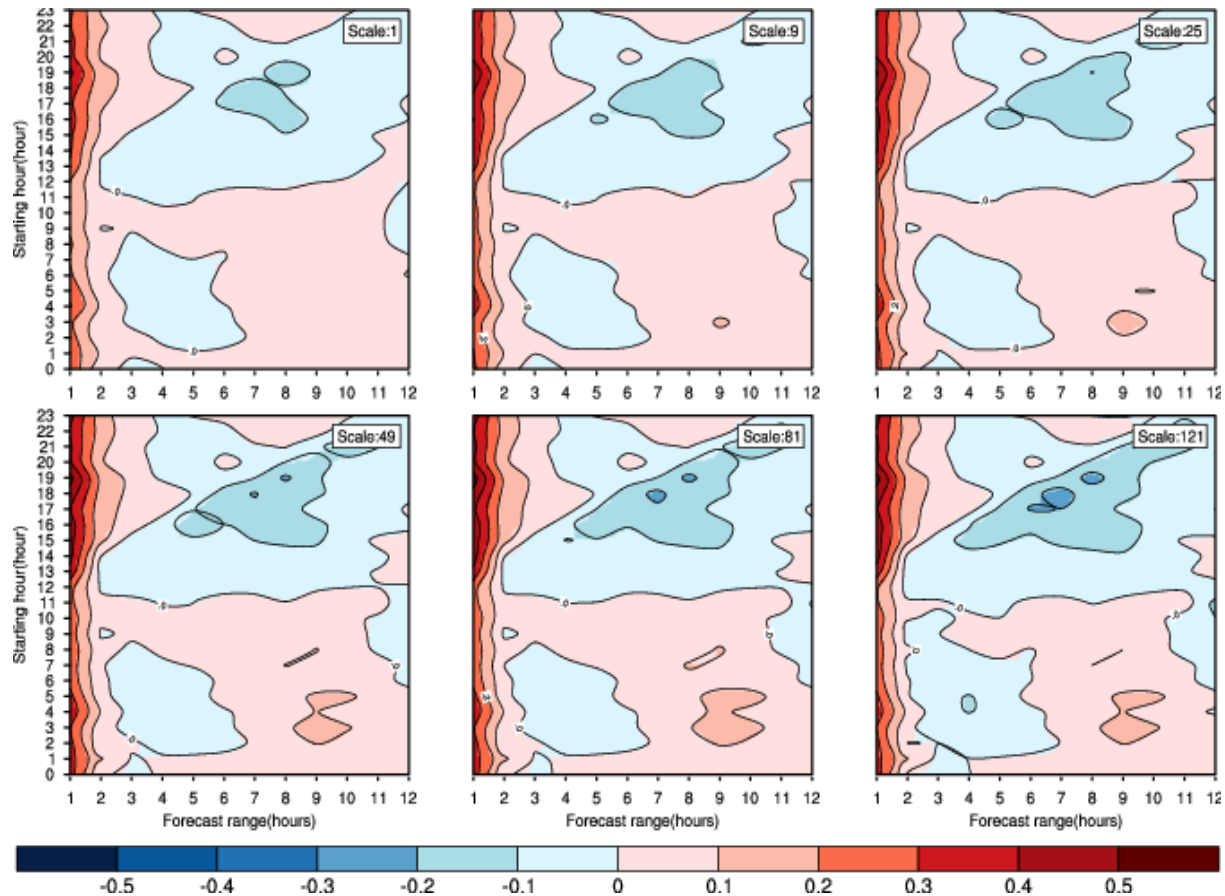 Scale:1
Scale:9
Scale:25
Starting hour(hour)
23
22
21
20
19
18
17
16
15
14
13
12
11
10
9
8
7
6
5
4
3
2
1
0
1 2 3 4 5 6 7 8 9 10 11 12
1 2 3 4 5 6 7 8 9 10 11 12
1 2 3 4 5 6 7 8 9 10 11 12
Scale:49
Scale:81
Scale:121
Starting hour(hour)
23
22
21
20
19
18
17
16
15
14
13
12
11
10
9
8
7
6
5
4
3
2
1
0
1 2 3 4 5 6 7 8 9 10 11 12
1 2 3 4 5 6 7 8 9 10 11 12
1 2 3 4 5 6 7 8 9 10 11 12
Forecast range(hours)
Forecast range(hours)
Forecast range(hours)
-0.5 -0.4 -0.3 -0.2 -0.1 0 0.1 0.2 0.3 0.4 0.5